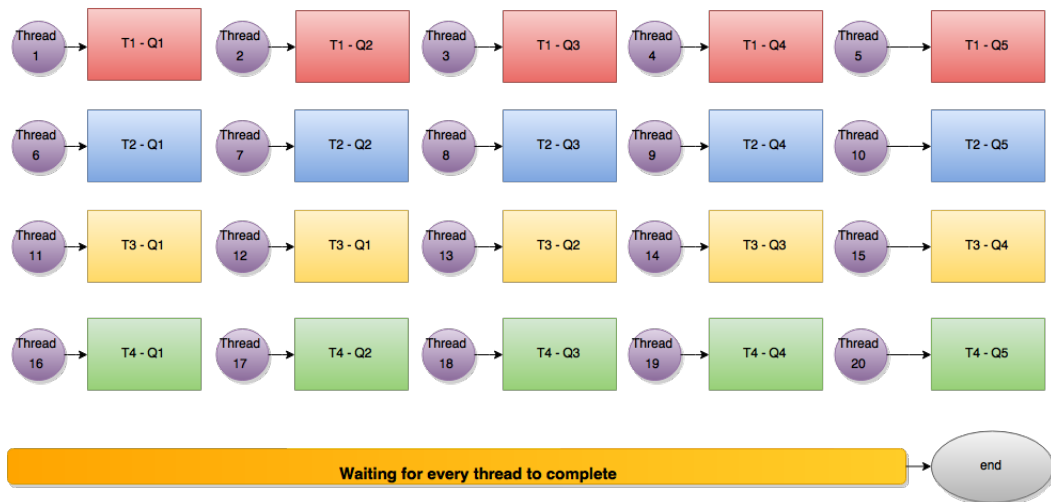 Thread
1
T1 - Q1
Thread
2
T1 - Q2
Thread
3
T1 - Q3
Thread
4
T1 - Q4
Thread
5
T1 - Q5
Thread
6
T2 - Q1
Thread
7
T2 - Q2
Thread
8
T2 - Q3
Thread
9
T2 - Q4
Thread
10
T2 - Q5
Thread
11
T3 - Q1
Thread
12
T3 - Q1
Thread
13
T3 - Q2
Thread
14
T3 - Q3
Thread
15
T3 - Q4
Thread
16
T4 - Q1
Thread
17
T4 - Q2
Thread
18
T4 - Q3
Thread
19
T4 - Q4
Thread
20
T4 - Q5
Waiting for every thread to complete
end